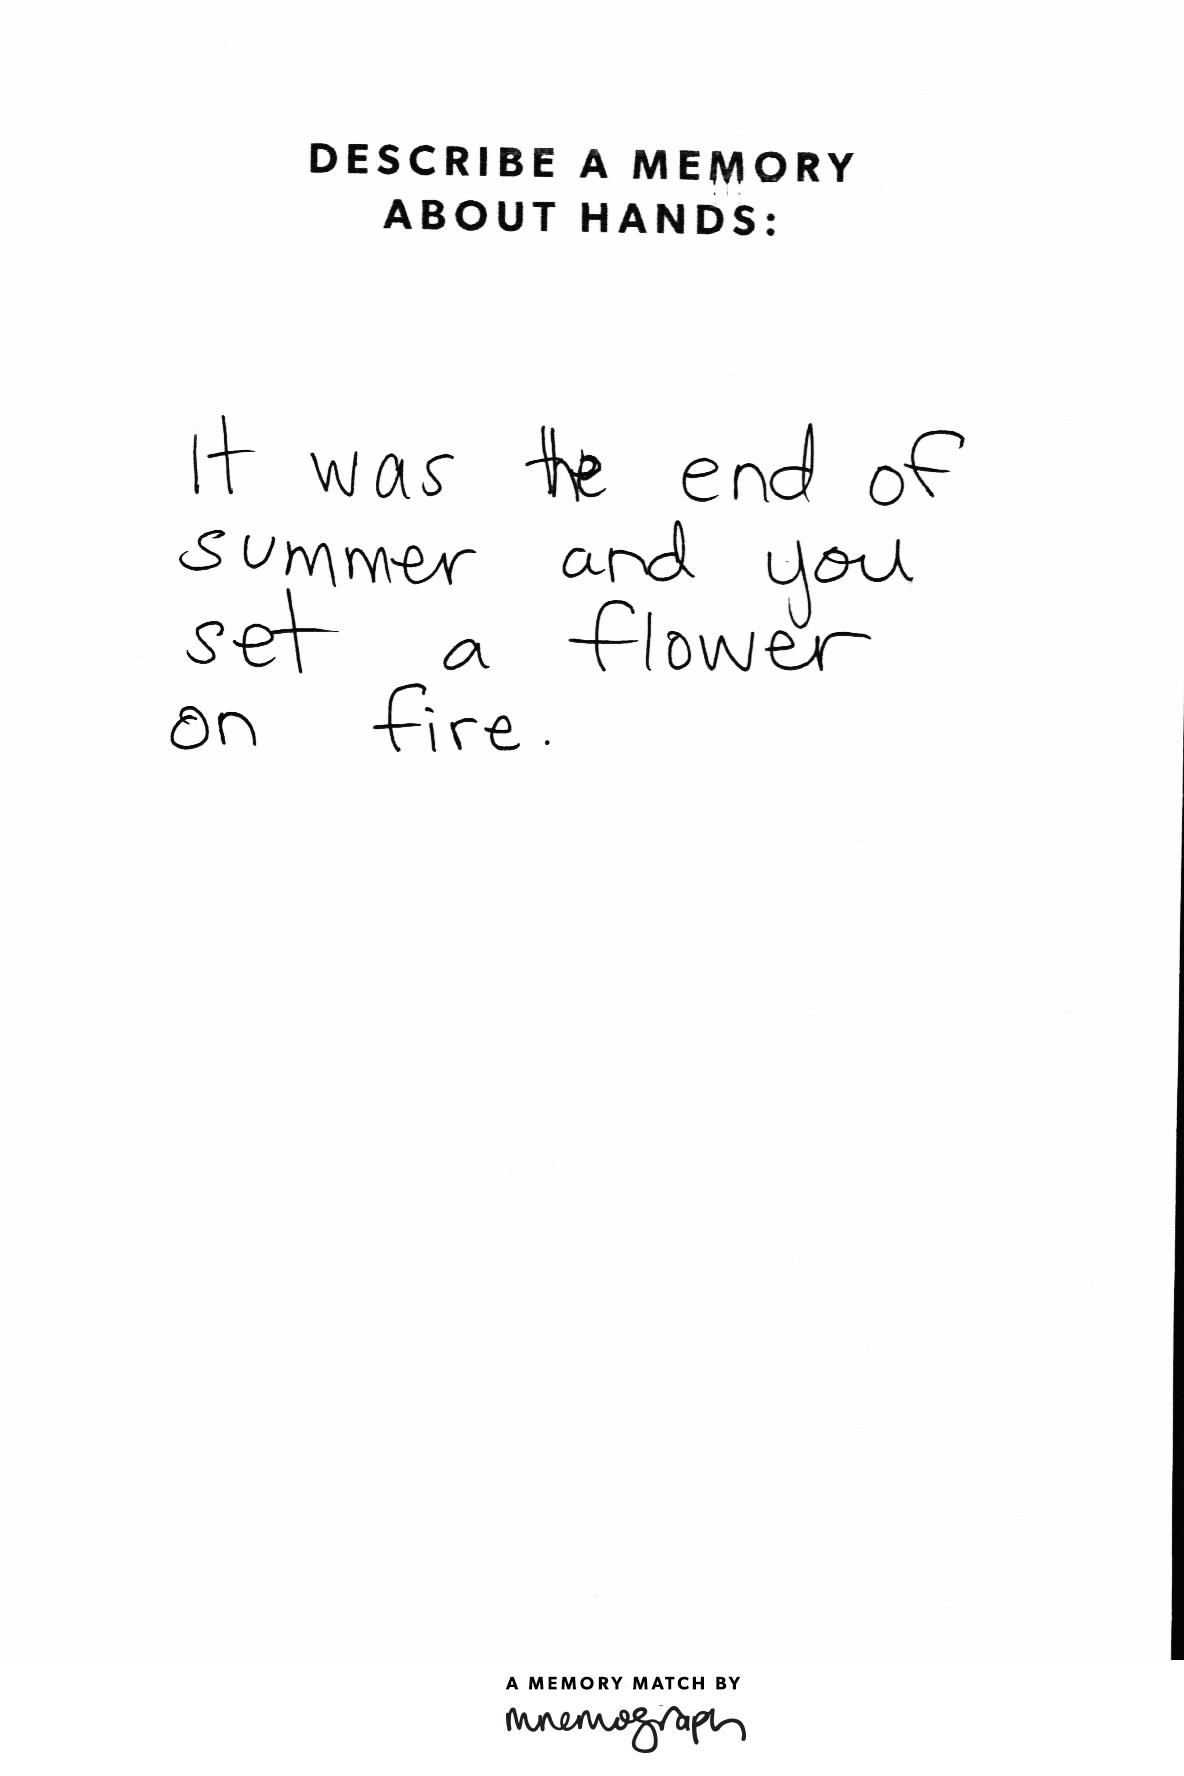 DESCRIBE A MEMORY
ABOUT HANDS:
It was the end of
summer and you
set a flower
on fire.
A MEMORY MATCH BY
mnemograph